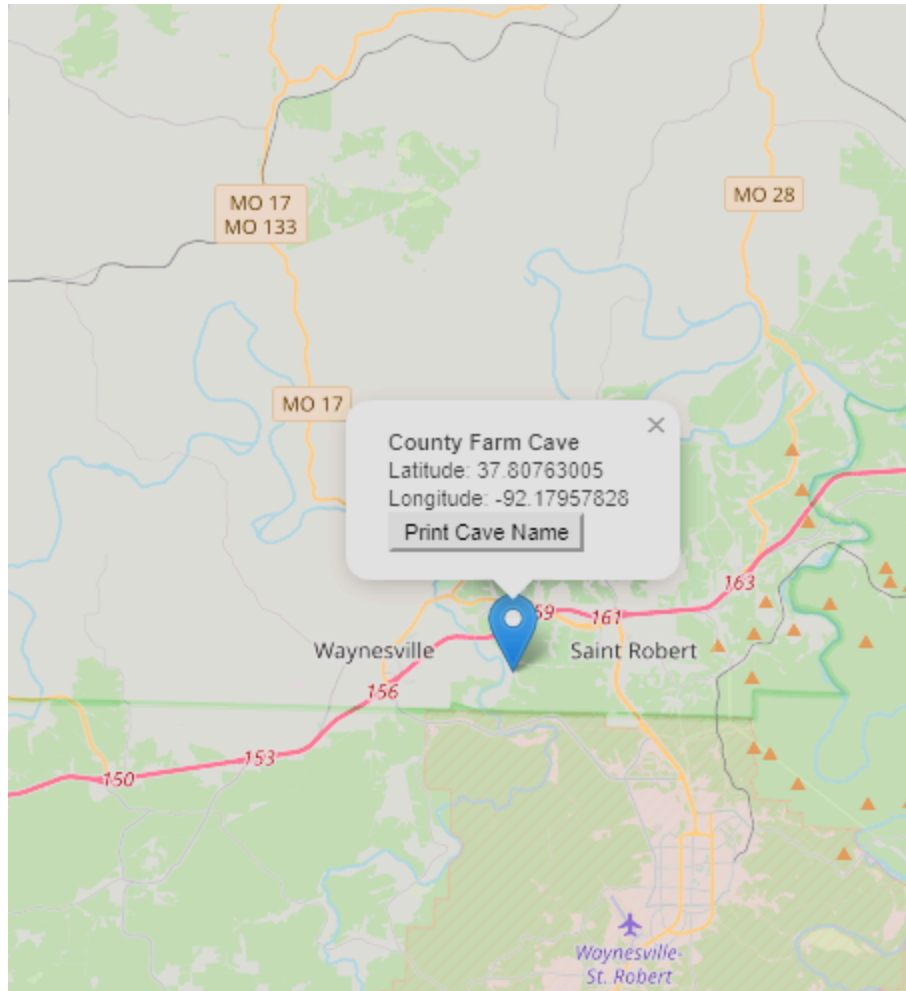 MO 17
MO 133
MO 28
MO 17
×
County Farm Cave
Latitude: 37.80763005
Longitude: -92.17957828
Print Cave Name
163
59
161
Waynesville
Saint Robert
156
153
150
Waynesville-
St. Robert